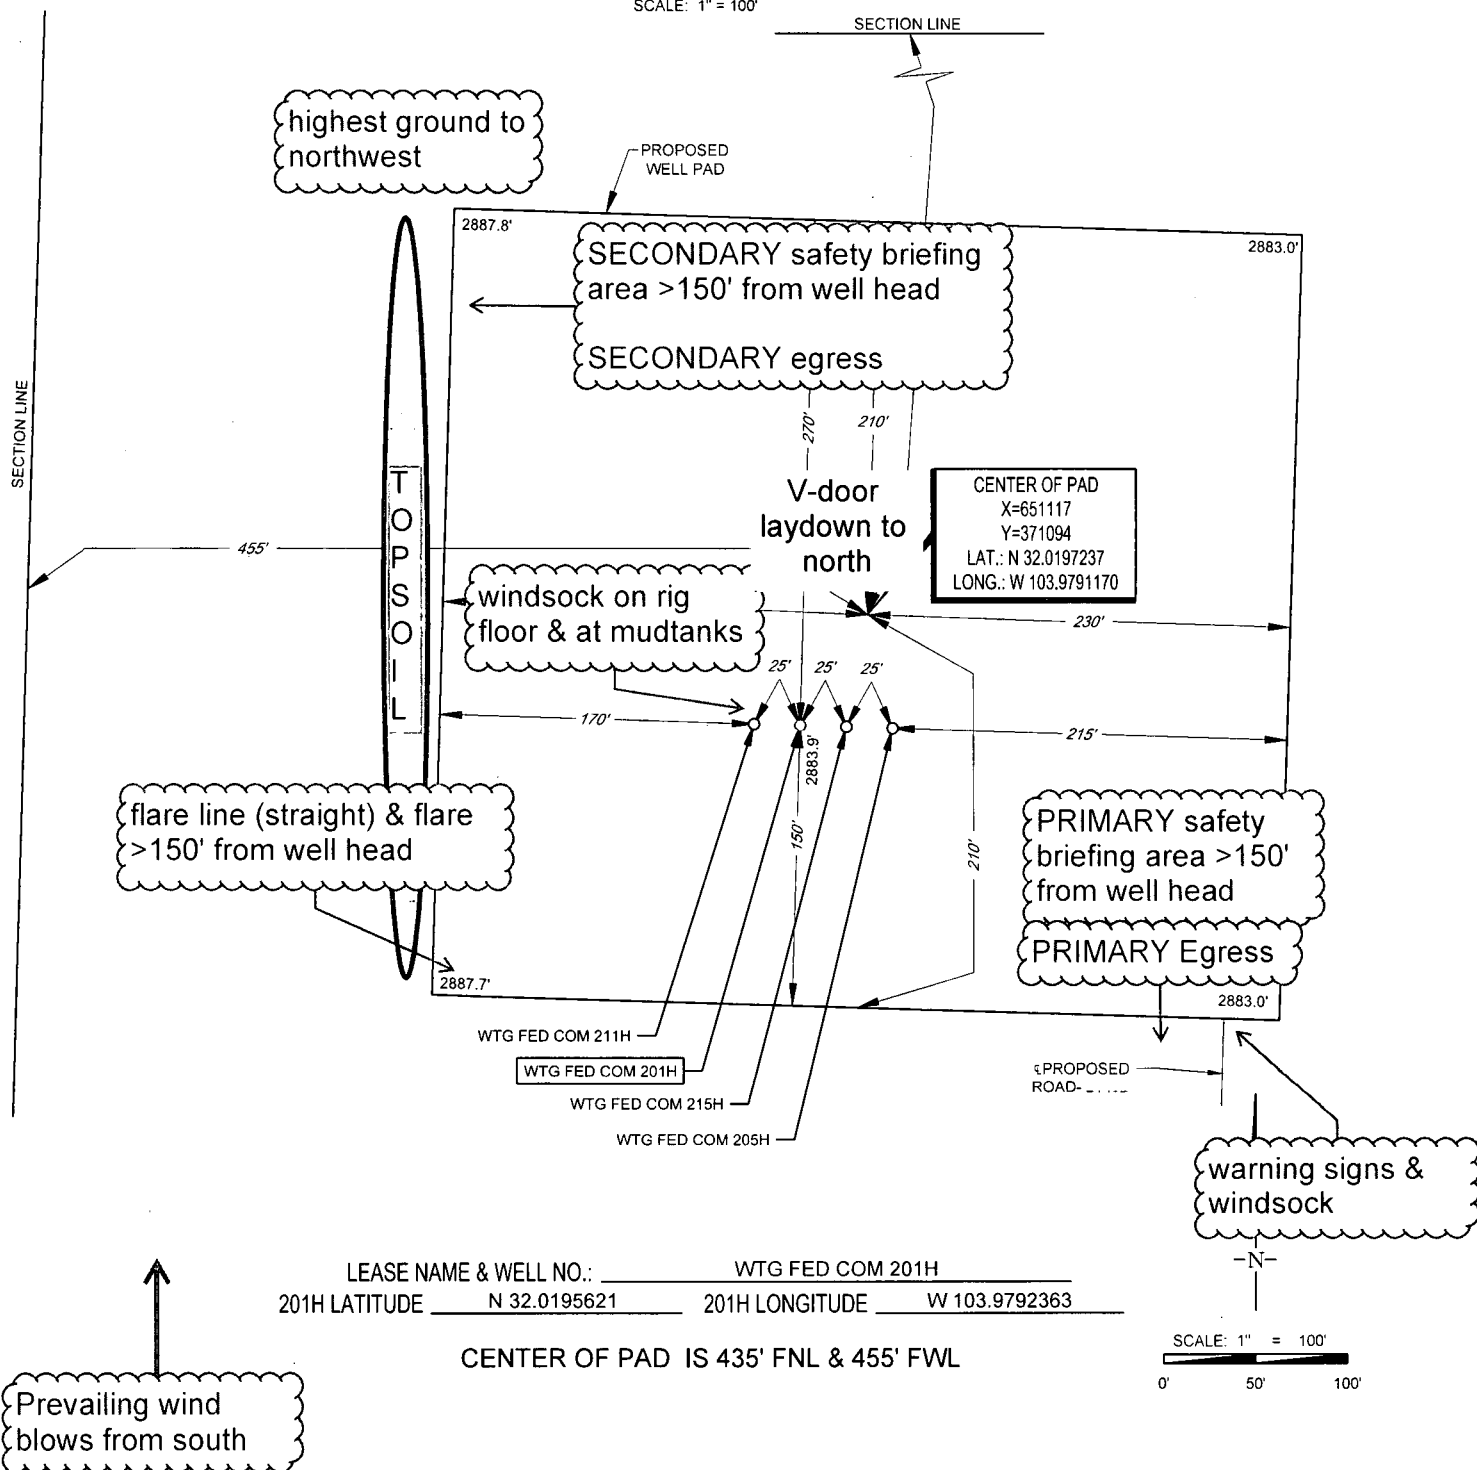 SCALE: 1" = 100'
SECTION LINE
highest ground to
northwest
PROPOSED
WELL PAD
2887.8'
2883.0'
SECONDARY safety briefing
area >150' from well head
SECONDARY egress
SECTION LINE
270'
210'
T
O
P
S
O
I
L
V-door
laydown to
north
CENTER OF PAD
X=651117
Y=371094
LAT.: N 32.0197237
LONG.: W 103.9791170
455'
windsock on rig
floor & at mudtanks
230'
25'
25'
25'
170'
215'
2883.9'
150'
210'
flare line (straight) & flare
>150' from well head
PRIMARY safety
briefing area >150'
from well head
PRIMARY Egress
2887.7'
2883.0'
WTG FED COM 211H
WTG FED COM 201H
WTG FED COM 215H
WTG FED COM 205H
℄PROPOSED
ROAD
warning signs &
windsock
-N-
LEASE NAME & WELL NO.: WTG FED COM 201H
201H LATITUDE N 32.0195621 201H LONGITUDE W 103.9792363
CENTER OF PAD IS 435' FNL & 455' FWL
SCALE: 1" = 100'
0' 50' 100'
Prevailing wind
blows from south